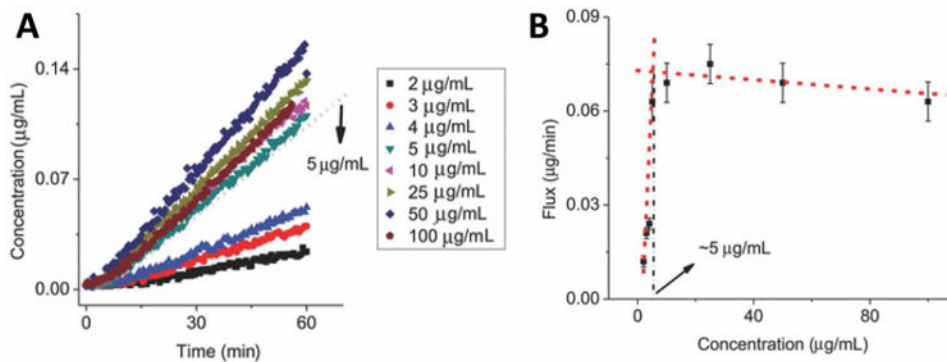 A
Concentration (µg/mL)
0.14
0.07
0.00
0
30
60
Time (min)
5 µg/mL
2 µg/mL
3 µg/mL
4 µg/mL
5 µg/mL
10 µg/mL
25 µg/mL
50 µg/mL
100 µg/mL
B
Flux (µg/min)
0.09
0.06
0.03
0.00
~5 µg/mL
0
40
80
Concentration (µg/mL)